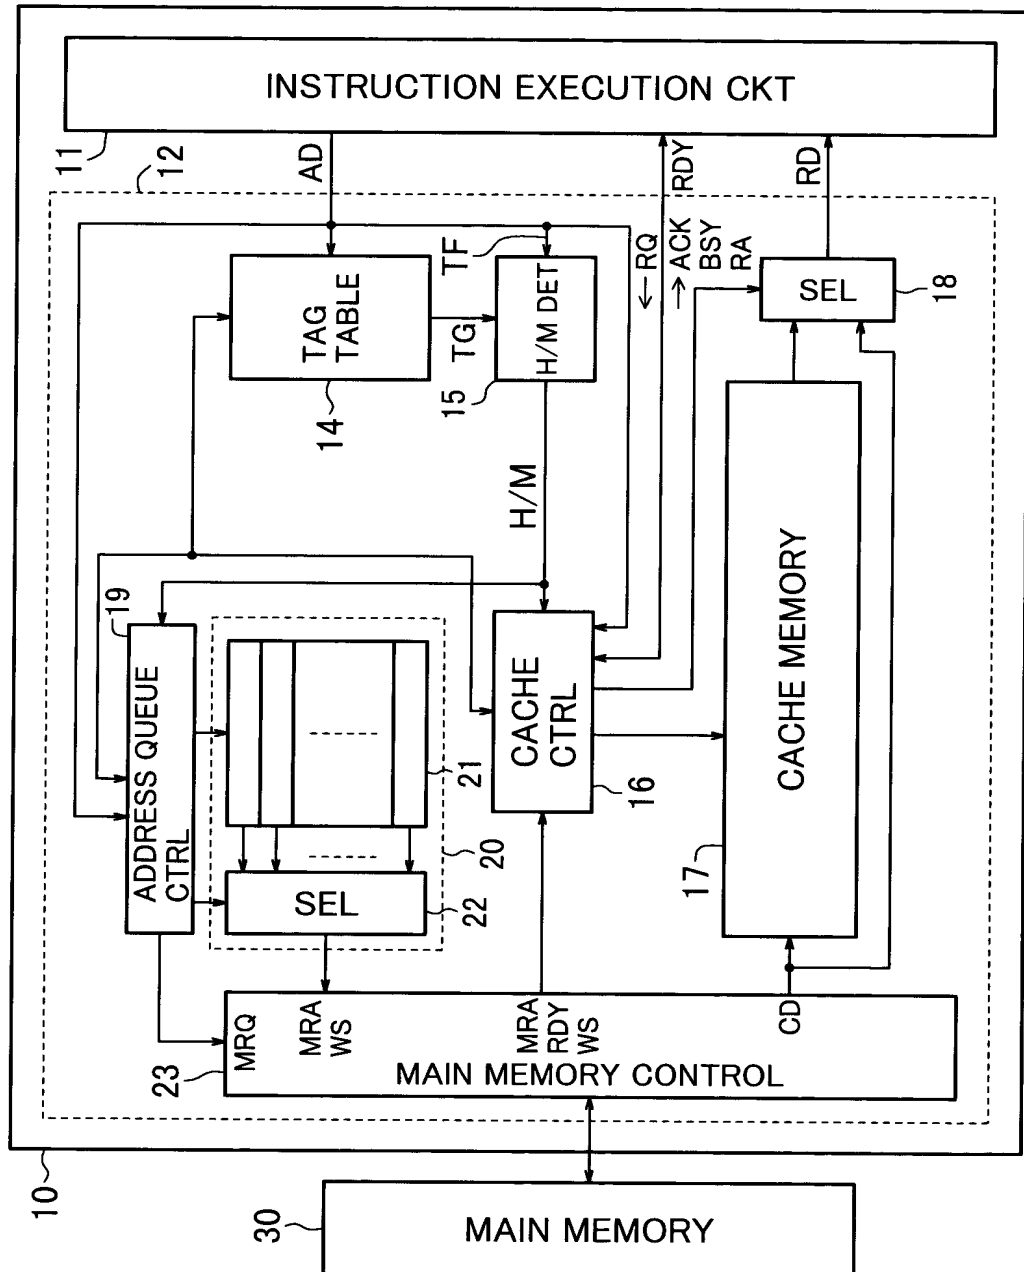 INSTRUCTION EXECUTION CKT
11
12
AD
RDY
RD
TF
← RQ
→ ACK
BSY
RA
TAG
TABLE
14
TG
H/M DET
15
SEL
18
H/M
19
ADDRESS QUEUE
CTRL
21
20
SEL
22
CACHE
CTRL
16
CACHE MEMORY
17
MRQ
MRA
WS
MRA
RDY
WS
CD
MAIN MEMORY CONTROL
23
10
30
MAIN MEMORY